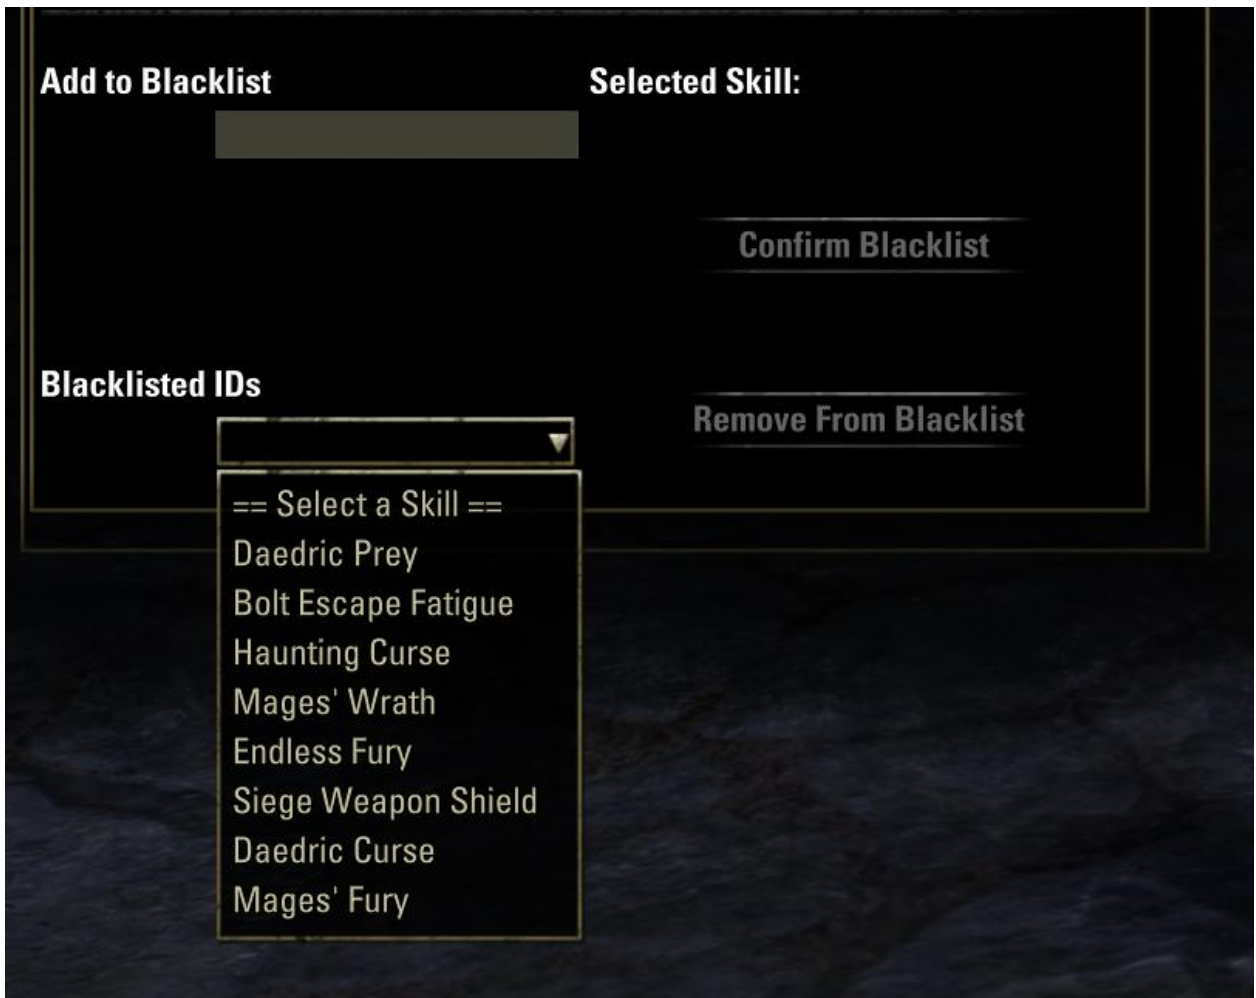 Add to Blacklist
Selected Skill:
Confirm Blacklist
Blacklisted IDs
Remove From Blacklist
== Select a Skill ==
Daedric Prey
Bolt Escape Fatigue
Haunting Curse
Mages' Wrath
Endless Fury
Siege Weapon Shield
Daedric Curse
Mages' Fury